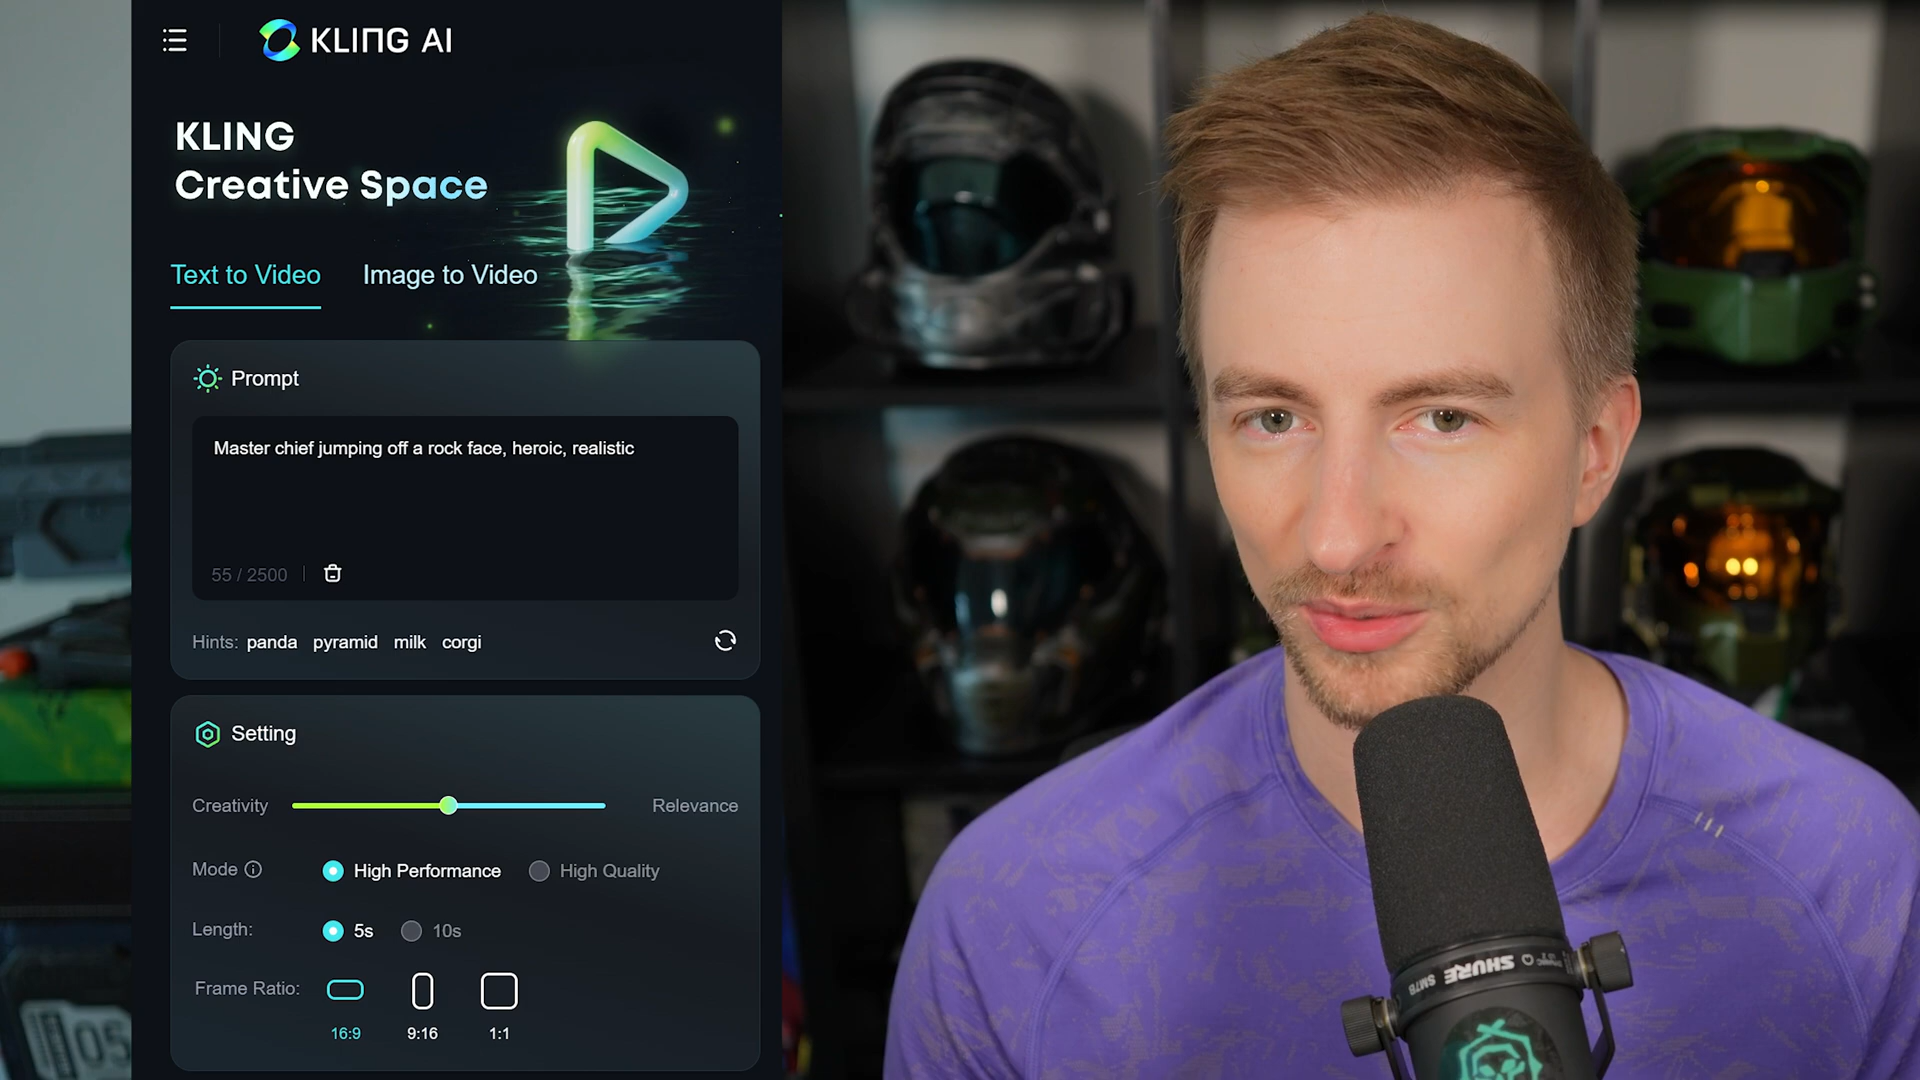 KLING AI
KLING
Creative Space
Text to Video Image to Video
Prompt
Master chief jumping off a rock face, heroic, realistic
55 / 2500
Hints: panda pyramid milk corgi
Setting
Creativity Relevance
Mode High Performance High Quality
Length: 5s 10s
Frame Ratio:
16:9 9:16 1:1
05
SHURE
SM7B